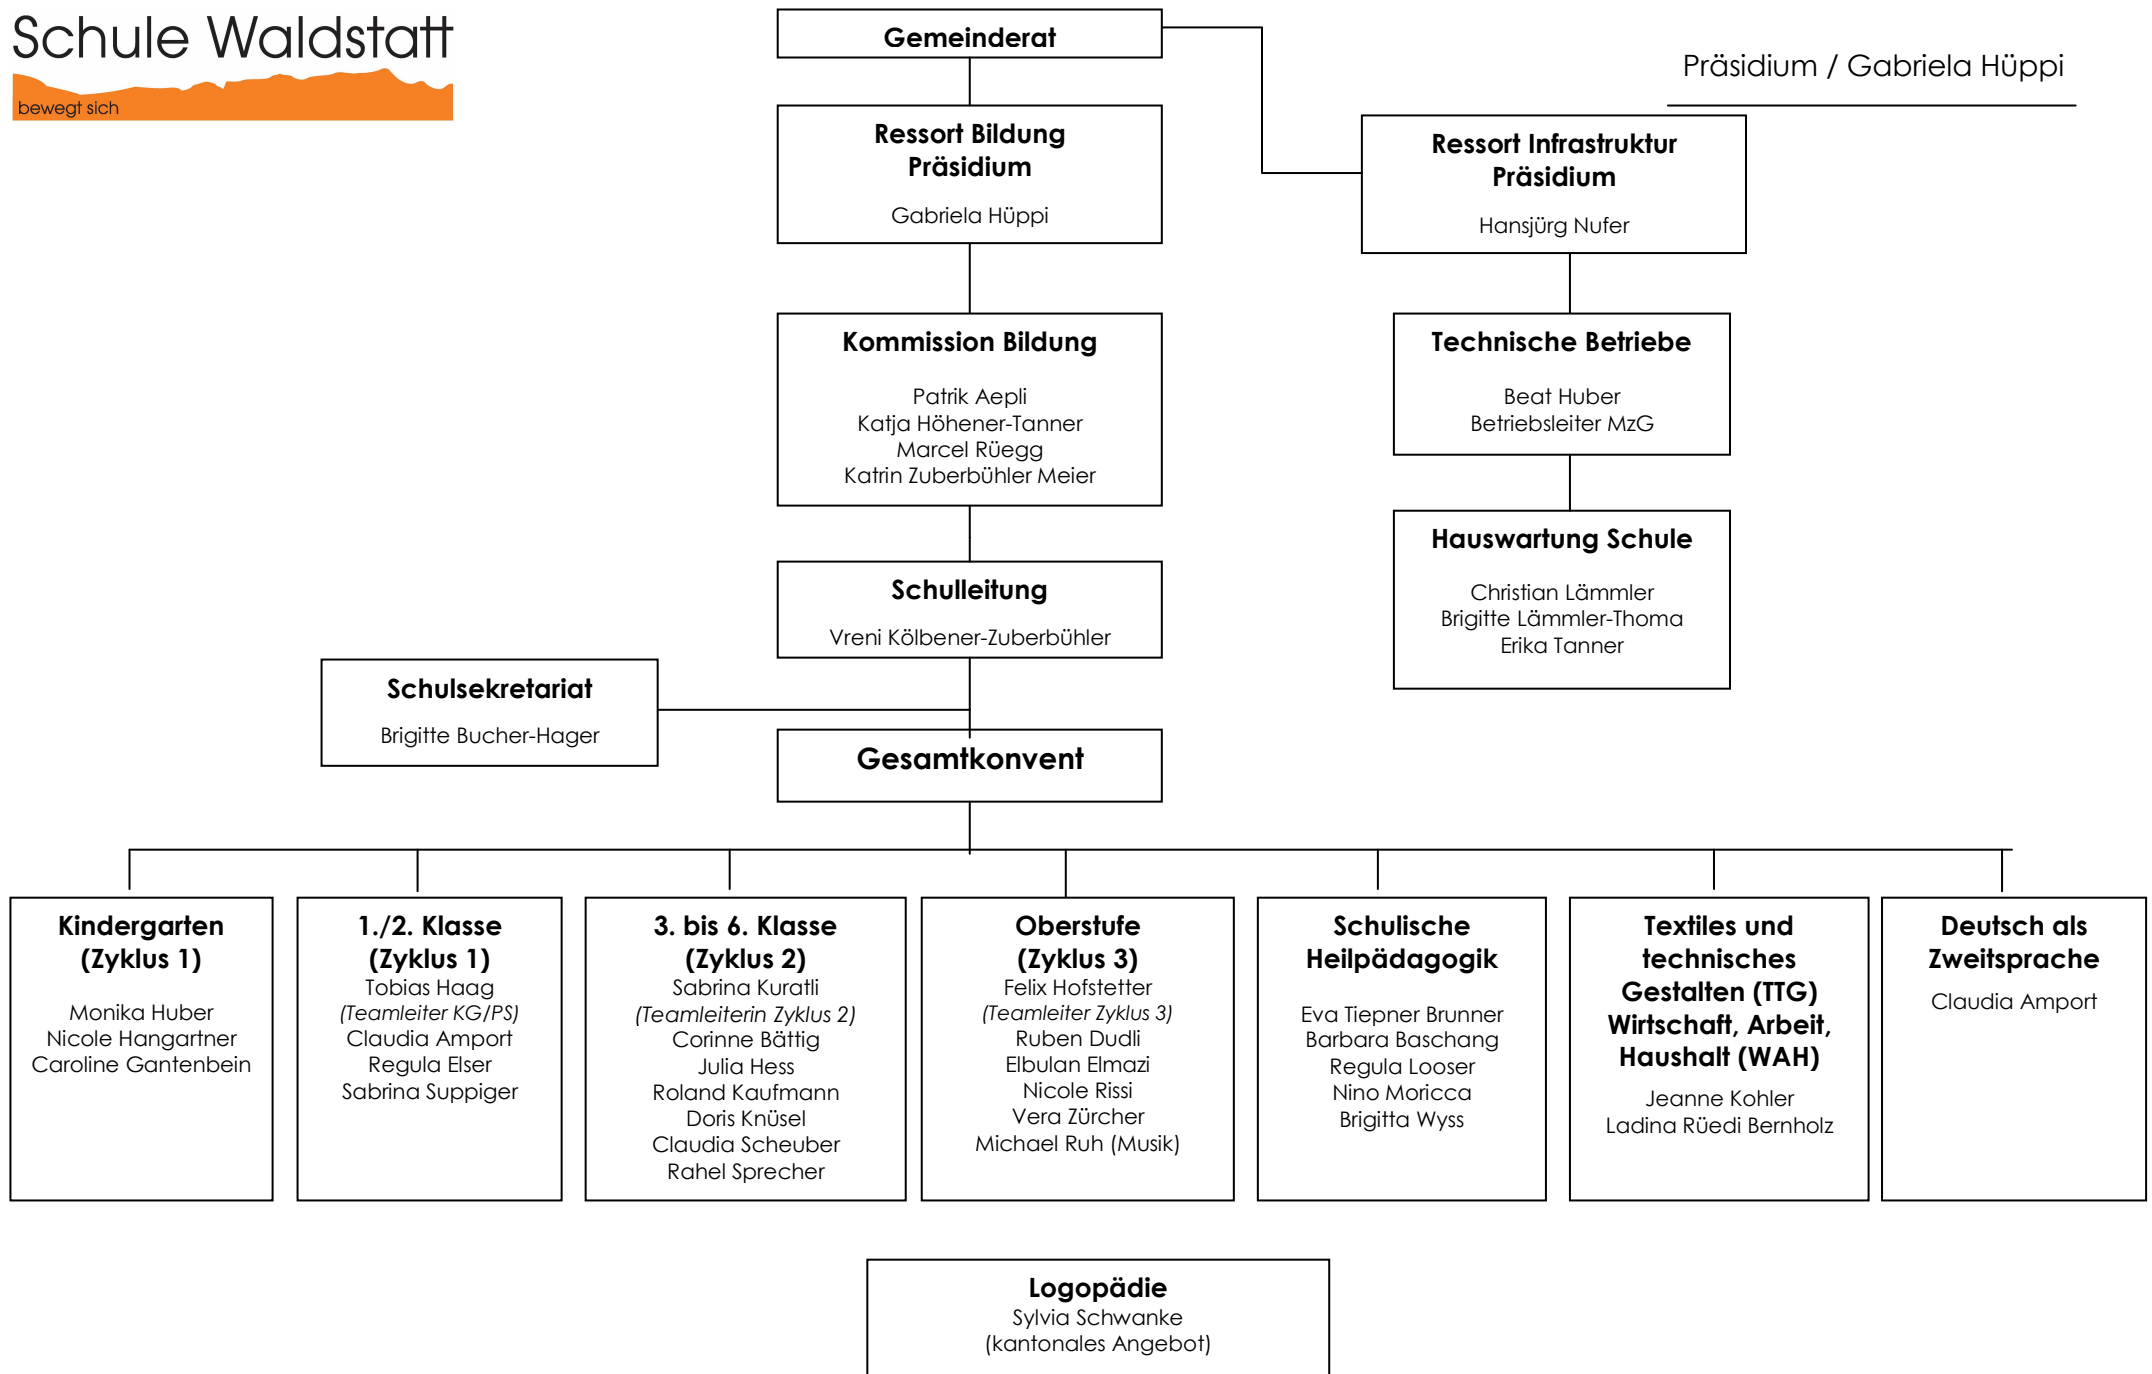 Schule Waldstatt
bewegt sich
Präsidium / Gabriela Hüppi
Gemeinderat
Ressort Bildung
Präsidium
Gabriela Hüppi
Ressort Infrastruktur
Präsidium
Hansjürg Nufer
Kommission Bildung
Patrik Aepli
Katja Höhener-Tanner
Marcel Rüegg
Katrin Zuberbühler Meier
Technische Betriebe
Beat Huber
Betriebsleiter MzG
Hauswartung Schule
Christian Lämmler
Brigitte Lämmler-Thoma
Erika Tanner
Schulleitung
Vreni Kölbener-Zuberbühler
Schulsekretariat
Brigitte Bucher-Hager
Gesamtkonvent
Kindergarten
(Zyklus 1)
Monika Huber
Nicole Hangartner
Caroline Gantenbein
1./2. Klasse
(Zyklus 1)
Tobias Haag
(Teamleiter KG/PS)
Claudia Amport
Regula Elser
Sabrina Suppiger
3. bis 6. Klasse
(Zyklus 2)
Sabrina Kuratli
(Teamleiterin Zyklus 2)
Corinne Bättig
Julia Hess
Roland Kaufmann
Doris Knüsel
Claudia Scheuber
Rahel Sprecher
Oberstufe
(Zyklus 3)
Felix Hofstetter
(Teamleiter Zyklus 3)
Ruben Dudli
Elbulan Elmazi
Nicole Rissi
Vera Zürcher
Michael Ruh (Musik)
Schulische
Heilpädagogik
Eva Tiepner Brunner
Barbara Baschang
Regula Looser
Nino Moricca
Brigitta Wyss
Textiles und
technisches
Gestalten (TTG)
Wirtschaft, Arbeit,
Haushalt (WAH)
Jeanne Kohler
Ladina Rüedi Bernholz
Deutsch als
Zweitsprache
Claudia Amport
Logopädie
Sylvia Schwanke
(kantonales Angebot)